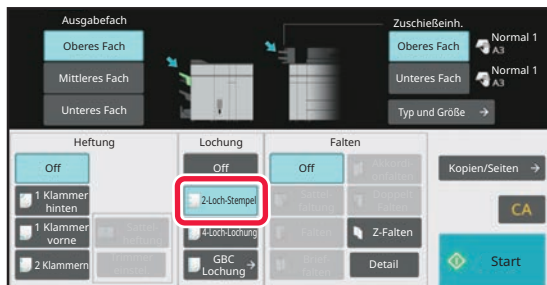 Ausgabefach
Zuschießeinh.
Oberes Fach
Oberes Fach
Normal 1
A3
Mittleres Fach
Unteres Fach
Normal 1
A3
Unteres Fach
Typ und Größe
Heftung
Lochung
Falten
Off
Off
Off
Kopien/Seiten
1 Klammer
hinten
2-Loch-Stempel
CA
1 Klammer
vorne
4-Loch-Lochung
Falten
Z-Falten
2 Klammern
GBC
Lochung
Detail
Start